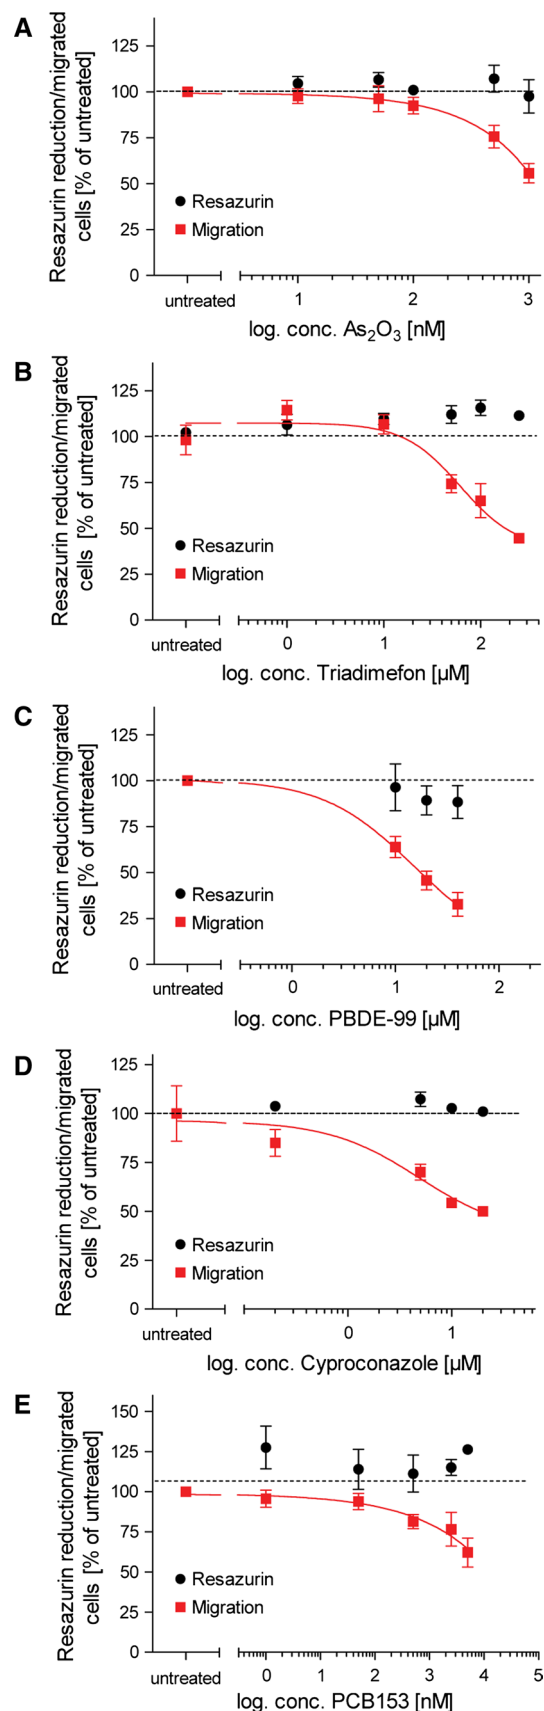 A
Resazurin reduction/migrated
cells [% of untreated]
125
100
75
50
25
0
Resazurin
Migration
untreated
1
2
3
log. conc. As₂O₃ [nM]
B
Resazurin reduction/migrated
cells [% of untreated]
125
100
75
50
25
0
Resazurin
Migration
untreated
0
1
2
log. conc. Triadimefon [µM]
C
Resazurin reduction/migrated
cells [% of untreated]
125
100
75
50
25
0
Resazurin
Migration
untreated
0
1
2
log. conc. PBDE-99 [µM]
D
Resazurin reduction/migrated
cells [% of untreated]
125
100
75
50
25
0
Resazurin
Migration
untreated
0
1
log. conc. Cyproconazole [µM]
E
Resazurin reduction/migrated
cells [% of untreated]
150
125
100
75
50
25
0
Resazurin
Migration
untreated
0
1
2
3
4
5
log. conc. PCB153 [nM]